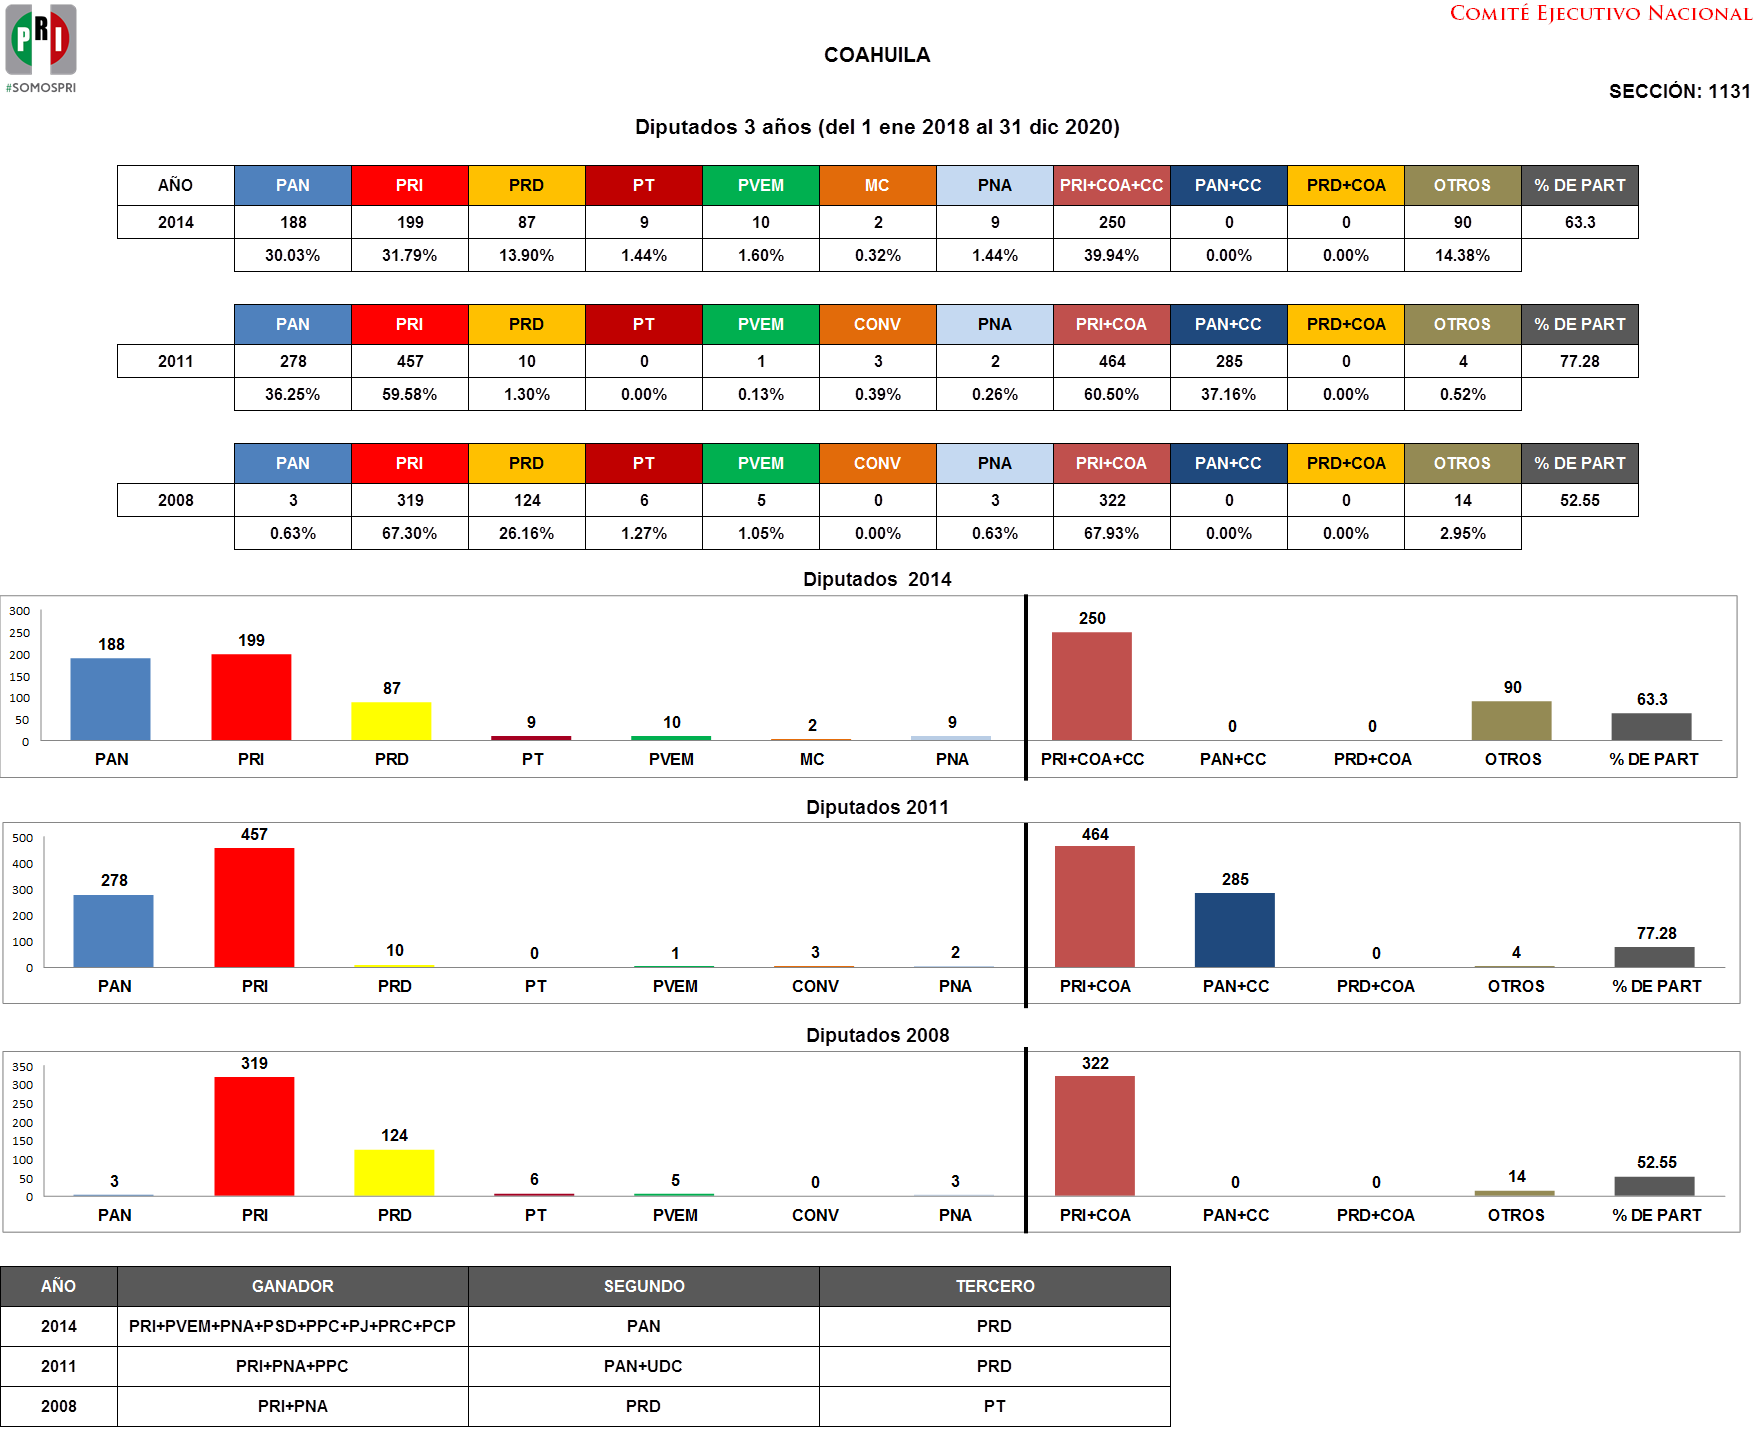 PRI
#SOMOSPRI
COMITÉ EJECUTIVO NACIONAL
COAHUILA
SECCIÓN: 1131
Diputados 3 años (del 1 ene 2018 al 31 dic 2020)
AÑO PAN PRI PRD PT PVEM MC PNA PRI+COA+CC PAN+CC PRD+COA OTROS % DE PART
2014 188 199 87 9 10 2 9 250 0 0 90 63.3
30.03% 31.79% 13.90% 1.44% 1.60% 0.32% 1.44% 39.94% 0.00% 0.00% 14.38%
PAN PRI PRD PT PVEM CONV PNA PRI+COA PAN+CC PRD+COA OTROS % DE PART
2011 278 457 10 0 1 3 2 464 285 0 4 77.28
36.25% 59.58% 1.30% 0.00% 0.13% 0.39% 0.26% 60.50% 37.16% 0.00% 0.52%
PAN PRI PRD PT PVEM CONV PNA PRI+COA PAN+CC PRD+COA OTROS % DE PART
2008 3 319 124 6 5 0 3 322 0 0 14 52.55
0.63% 67.30% 26.16% 1.27% 1.05% 0.00% 0.63% 67.93% 0.00% 0.00% 2.95%
Diputados 2014
300
250
200
150
100
50
0
188 199 87 9 10 2 9 250 0 0 90 63.3
PAN PRI PRD PT PVEM MC PNA PRI+COA+CC PAN+CC PRD+COA OTROS % DE PART
Diputados 2011
500
400
300
200
100
0
278 457 10 0 1 3 2 464 285 0 4 77.28
PAN PRI PRD PT PVEM CONV PNA PRI+COA PAN+CC PRD+COA OTROS % DE PART
Diputados 2008
350
300
250
200
150
100
50
0
3 319 124 6 5 0 3 322 0 0 14 52.55
PAN PRI PRD PT PVEM CONV PNA PRI+COA PAN+CC PRD+COA OTROS % DE PART
AÑO GANADOR SEGUNDO TERCERO
2014 PRI+PVEM+PNA+PSD+PPC+PJ+PRC+PCP PAN PRD
2011 PRI+PNA+PPC PAN+UDC PRD
2008 PRI+PNA PRD PT